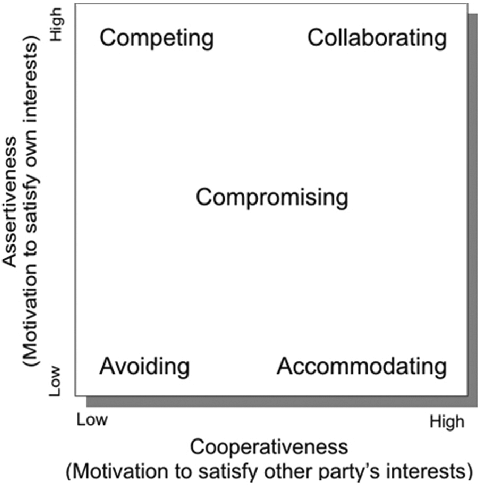 High
Competing
Collaborating
Assertiveness
(Motivation to satisfy own interests)
Compromising
Avoiding
Accommodating
Low
Low
High
Cooperativeness
(Motivation to satisfy other party's interests)